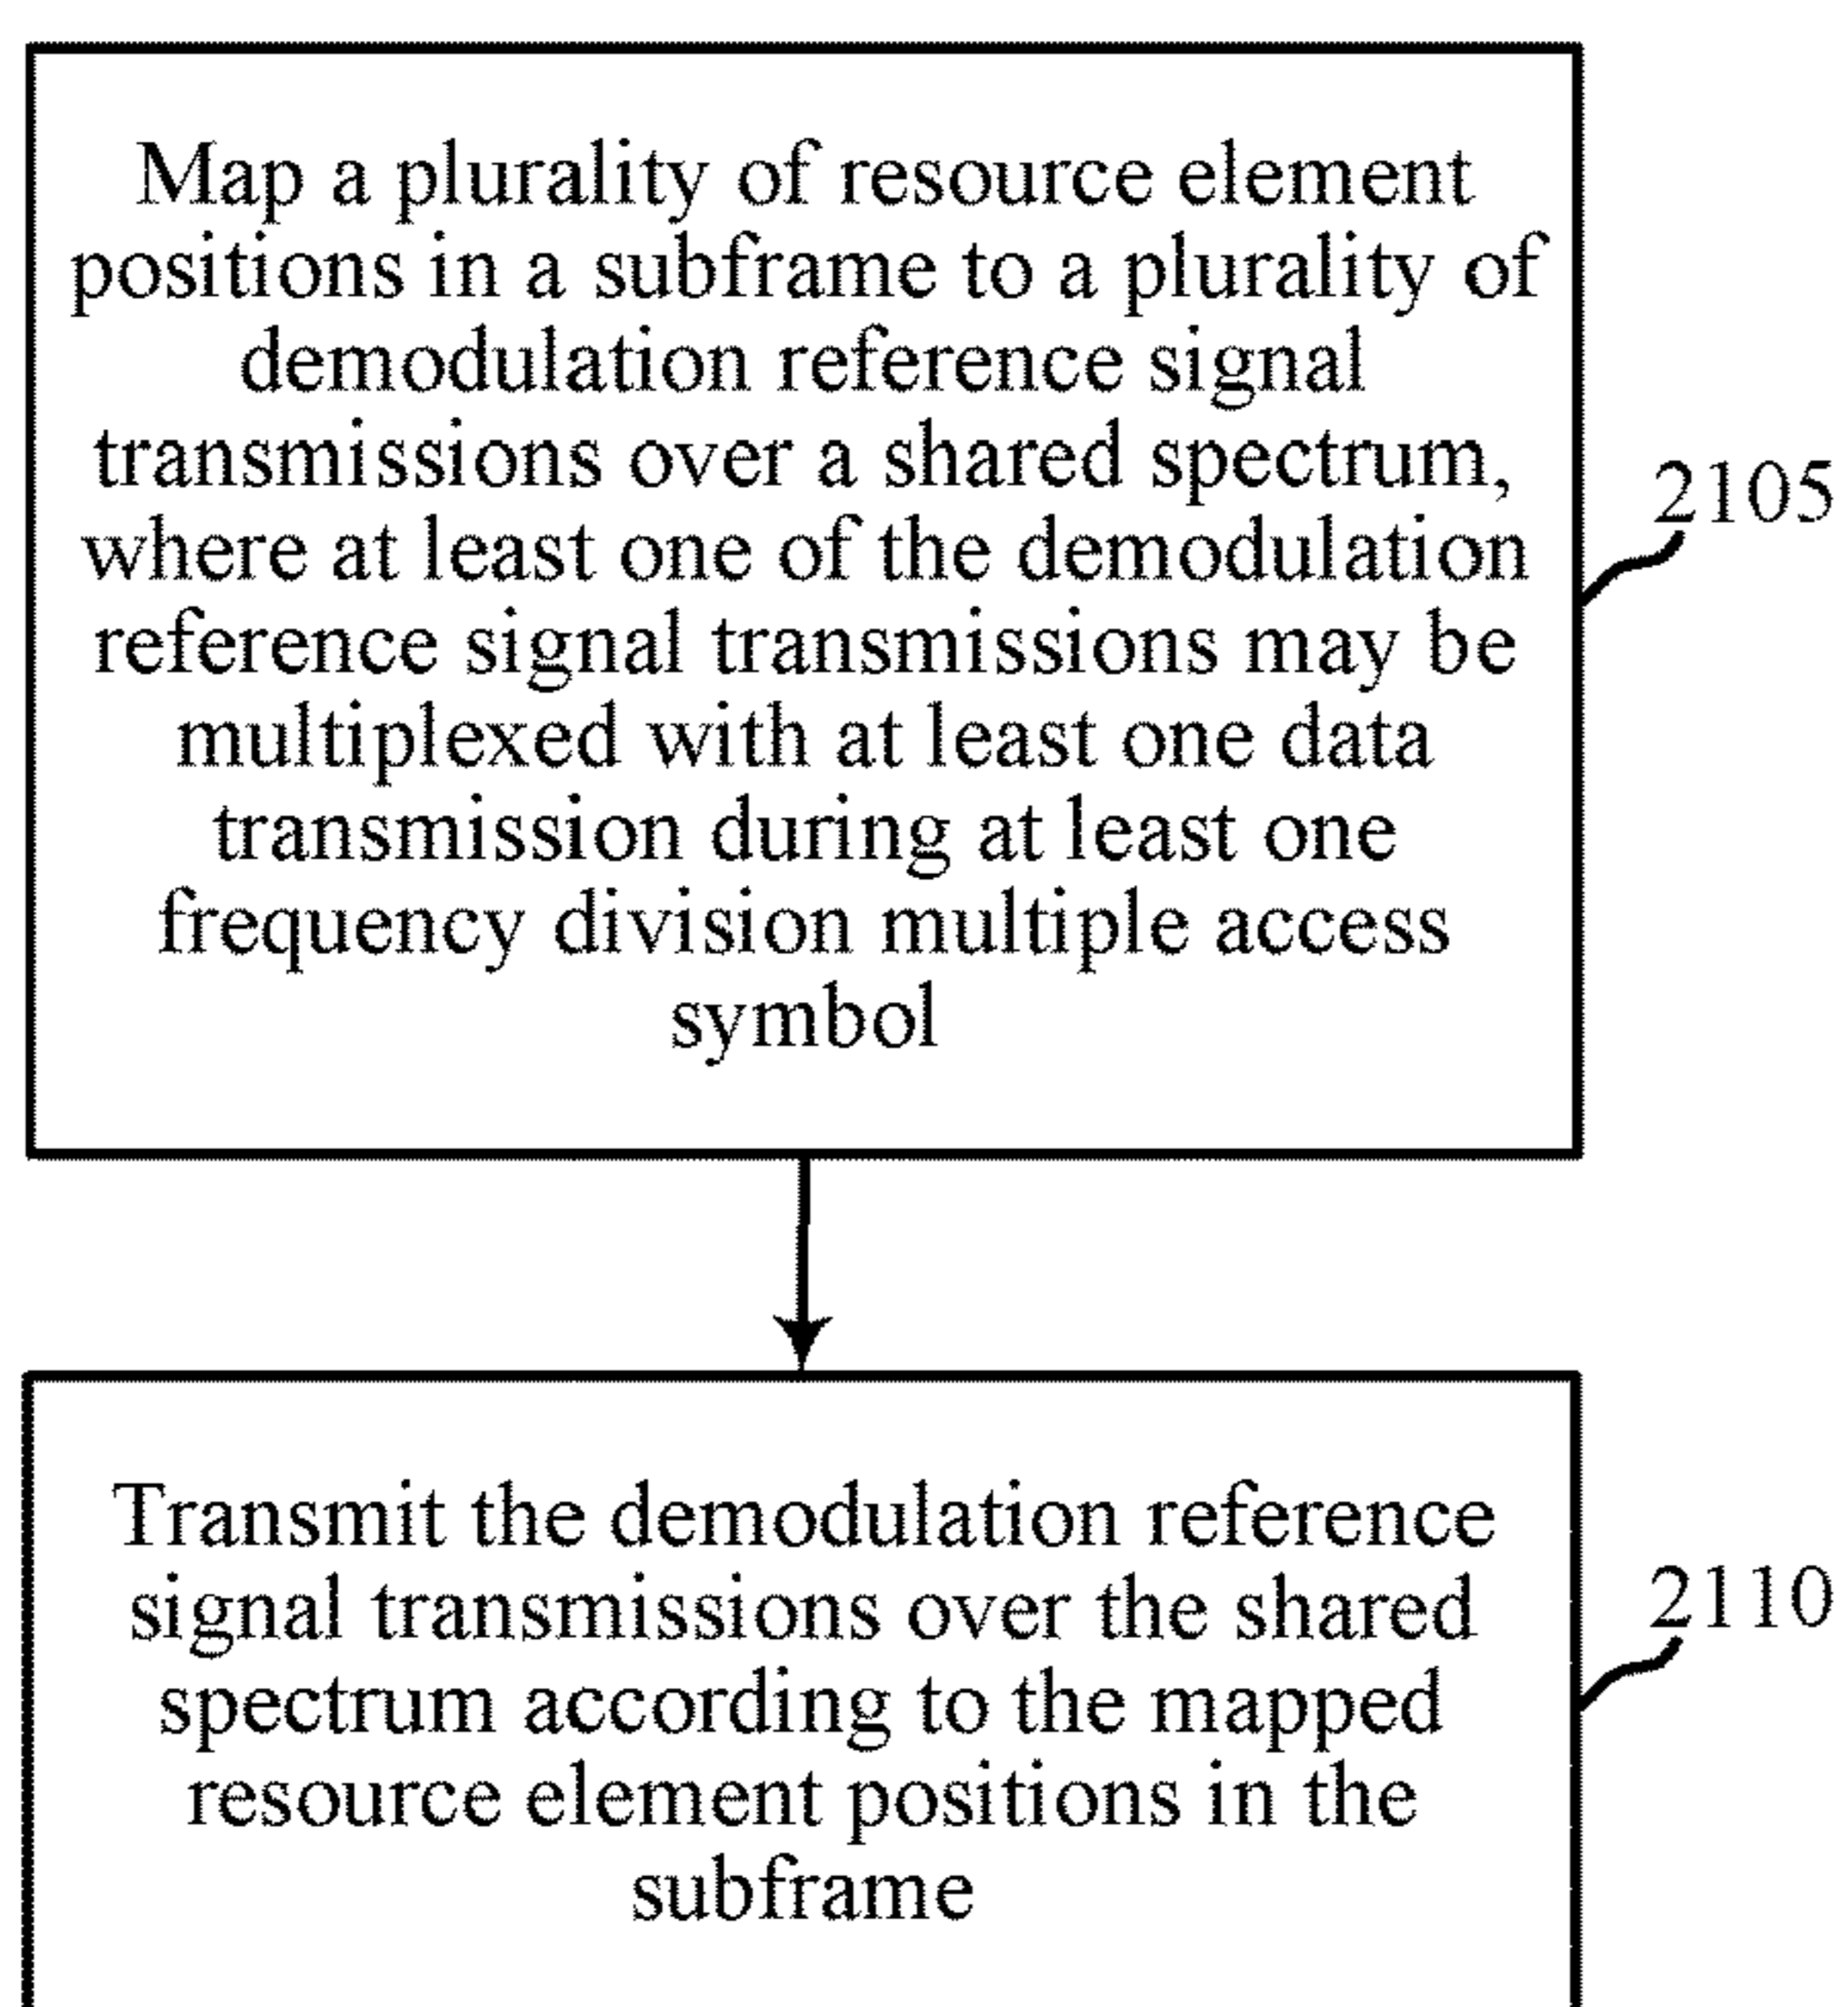 Map a plurality of resource element
positions in a subframe to a plurality of
demodulation reference signal
transmissions over a shared spectrum,
where at least one of the demodulation
reference signal transmissions may be
multiplexed with at least one data
transmission during at least one
frequency division multiple access
symbol
2105
Transmit the demodulation reference
signal transmissions over the shared
spectrum according to the mapped
resource element positions in the
subframe
2110